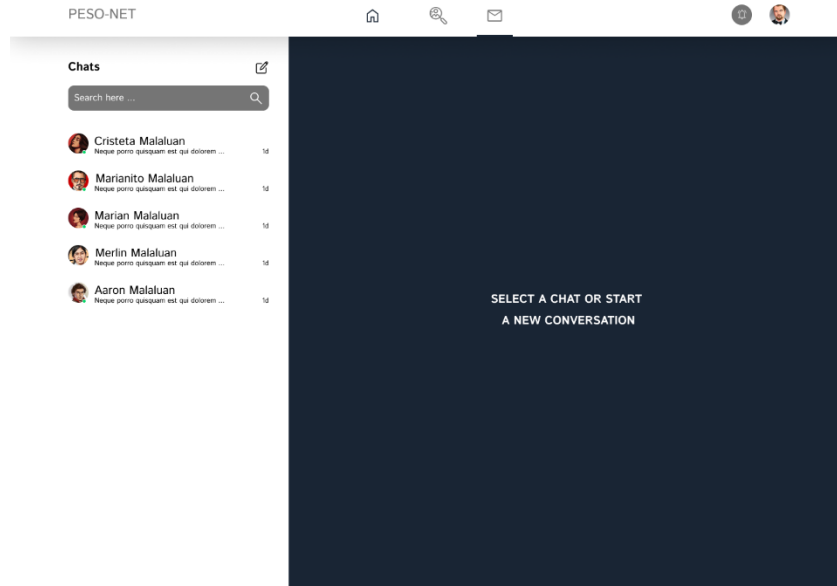 PESO-NET
Chats
Search here ...
Cristeta Malaluan
Neque porro quisquam est qui dolorem ...
1d
Marianito Malaluan
Neque porro quisquam est qui dolorem ...
1d
Marian Malaluan
Neque porro quisquam est qui dolorem ...
1d
Merlin Malaluan
Neque porro quisquam est qui dolorem ...
1d
Aaron Malaluan
Neque porro quisquam est qui dolorem ...
1d
SELECT A CHAT OR START
A NEW CONVERSATION